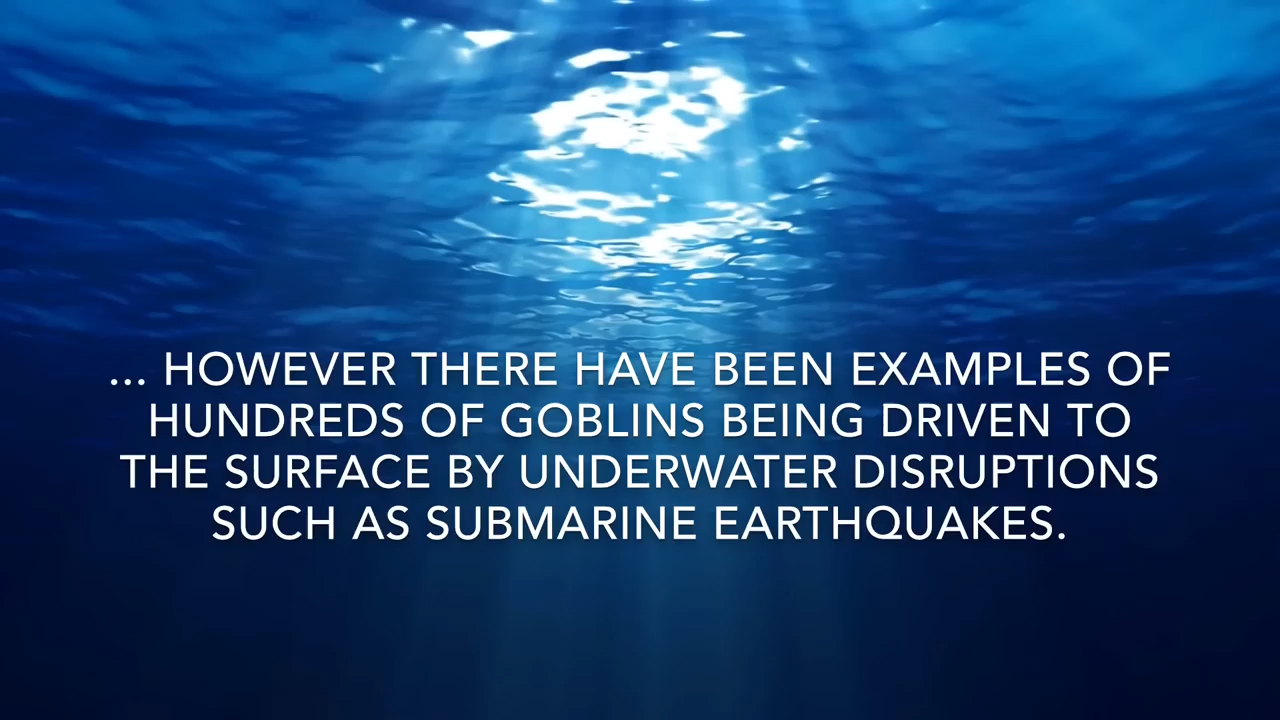 ... HOWEVER THERE HAVE BEEN EXAMPLES OF
HUNDREDS OF GOBLINS BEING DRIVEN TO
THE SURFACE BY UNDERWATER DISRUPTIONS
SUCH AS SUBMARINE EARTHQUAKES.